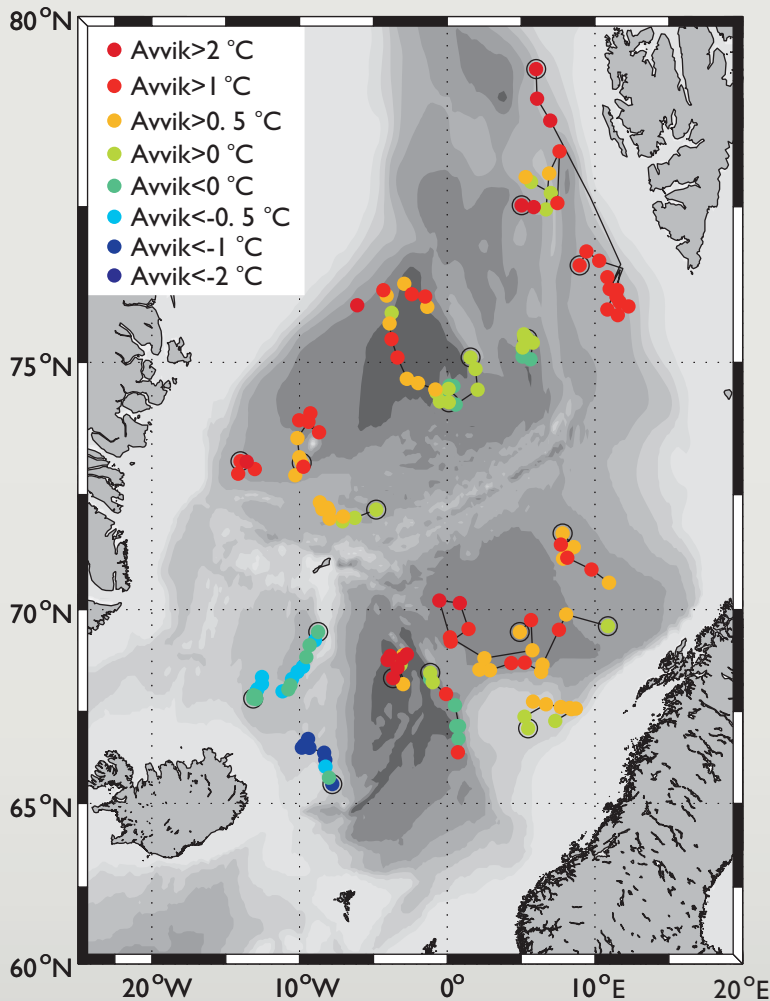 80°N
Avvik>2 °C
Avvik>1 °C
Avvik>0. 5 °C
Avvik>0 °C
Avvik<0 °C
Avvik<-0. 5 °C
Avvik<-1 °C
Avvik<-2 °C
75°N
70°N
65°N
60°N
20°W 10°W 0° 10°E 20°E